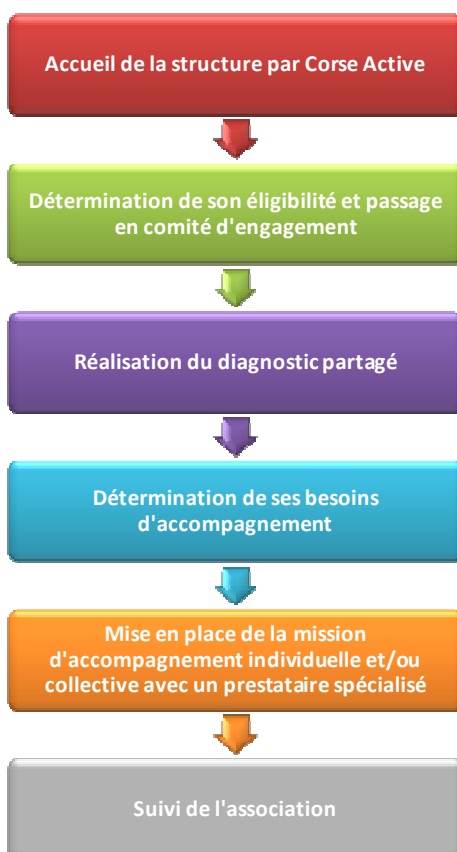 Accueil de la structure par Corse Active
Détermination de son éligibilité et passage
en comité d'engagement
Réalisation du diagnostic partagé
Détermination de ses besoins
d'accompagnement
Mise en place de la mission
d'accompagnement individuelle et/ou
collective avec un prestataire spécialisé
Suivi de l'association